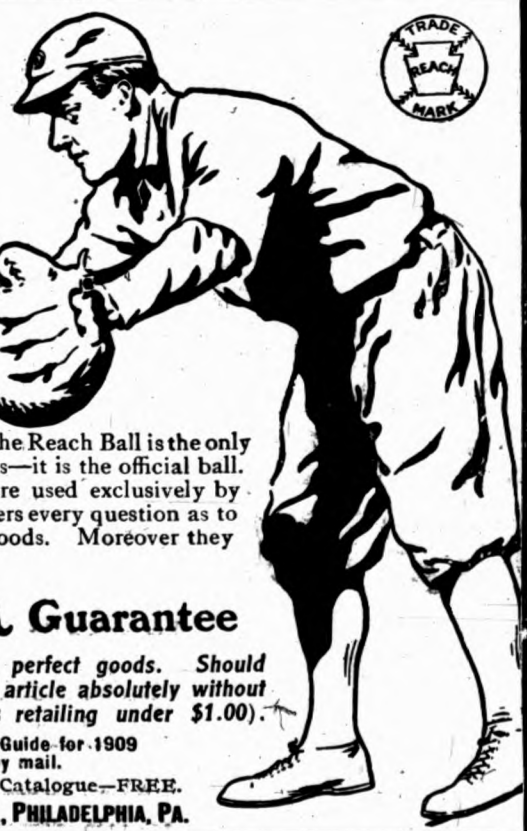 TRADE
REACH
MARK
he Reach Ball is the only
s—it is the official ball.
re used exclusively by
ers every question as to
oods. Moreover they
Guarantee
perfect goods. Should
article absolutely without
retailing under $1.00).
Guide for 1909
y mail.
Catalogue—FREE.
, PHILADELPHIA, PA.